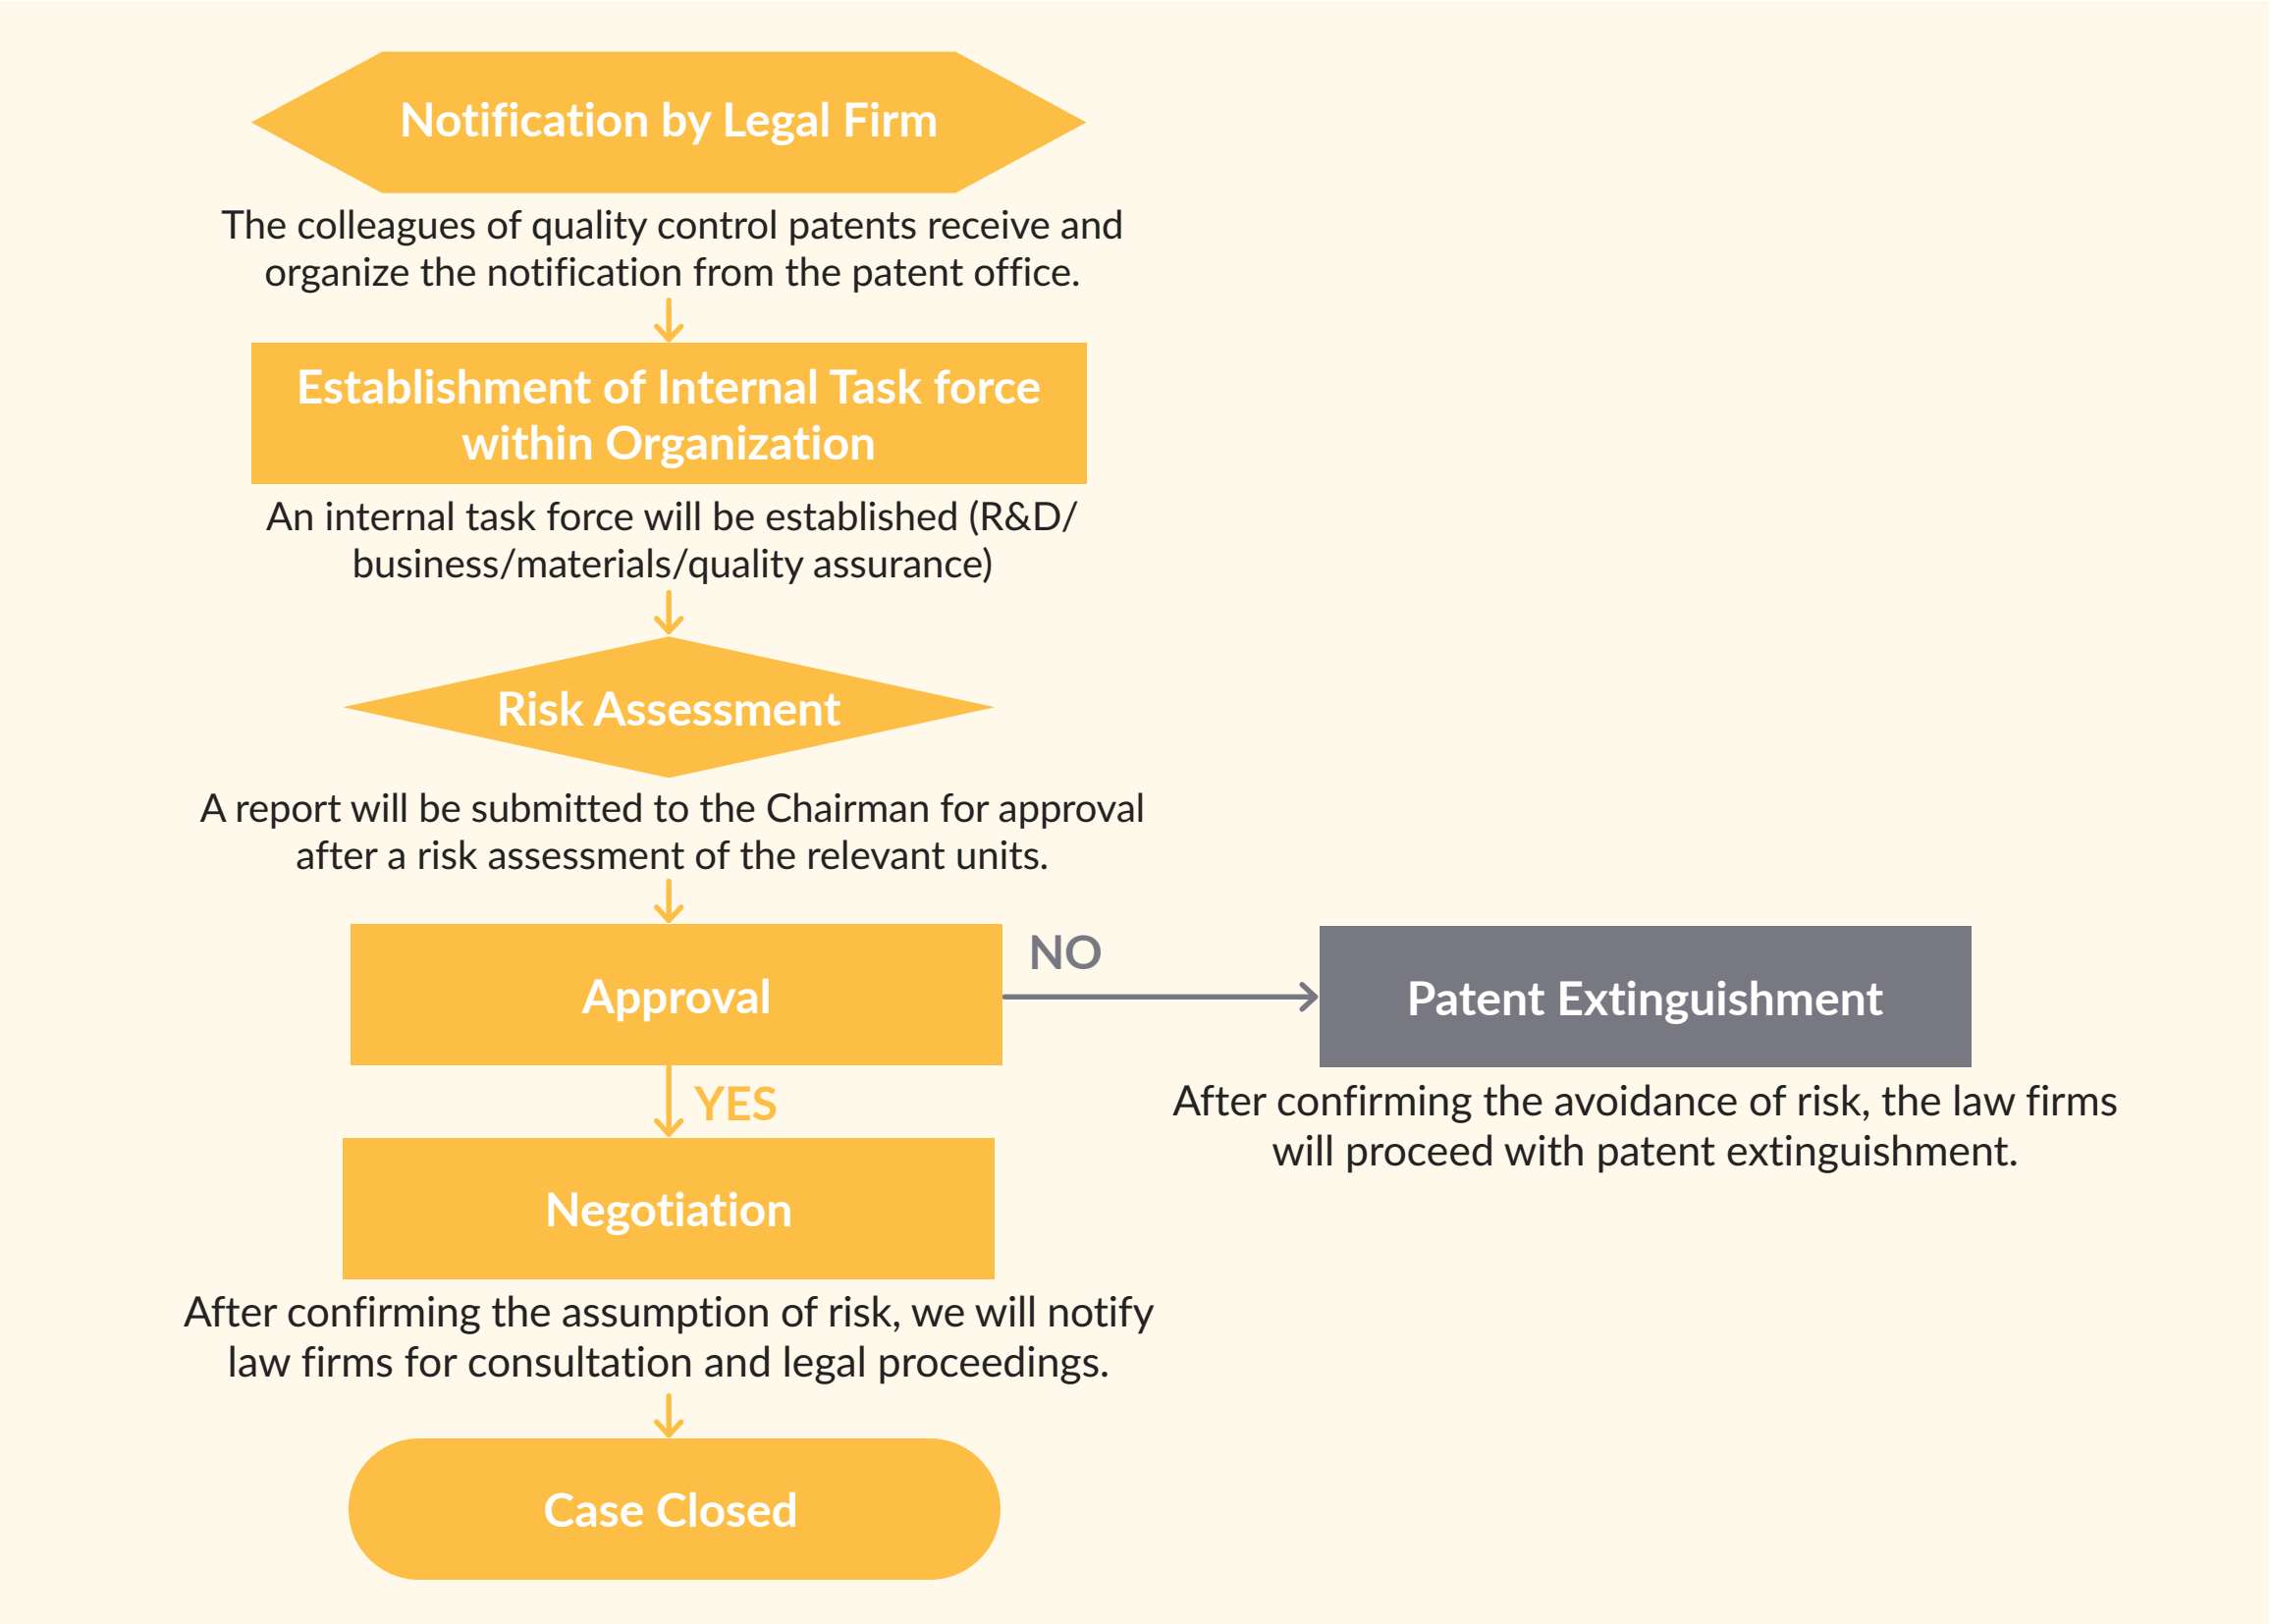 Notification by Legal Firm
The colleagues of quality control patents receive and
organize the notification from the patent office.
Establishment of Internal Task force
within Organization
An internal task force will be established (R&D/
business/materials/quality assurance)
Risk Assessment
A report will be submitted to the Chairman for approval
after a risk assessment of the relevant units.
Approval
NO
Patent Extinguishment
After confirming the avoidance of risk, the law firms
will proceed with patent extinguishment.
YES
Negotiation
After confirming the assumption of risk, we will notify
law firms for consultation and legal proceedings.
Case Closed